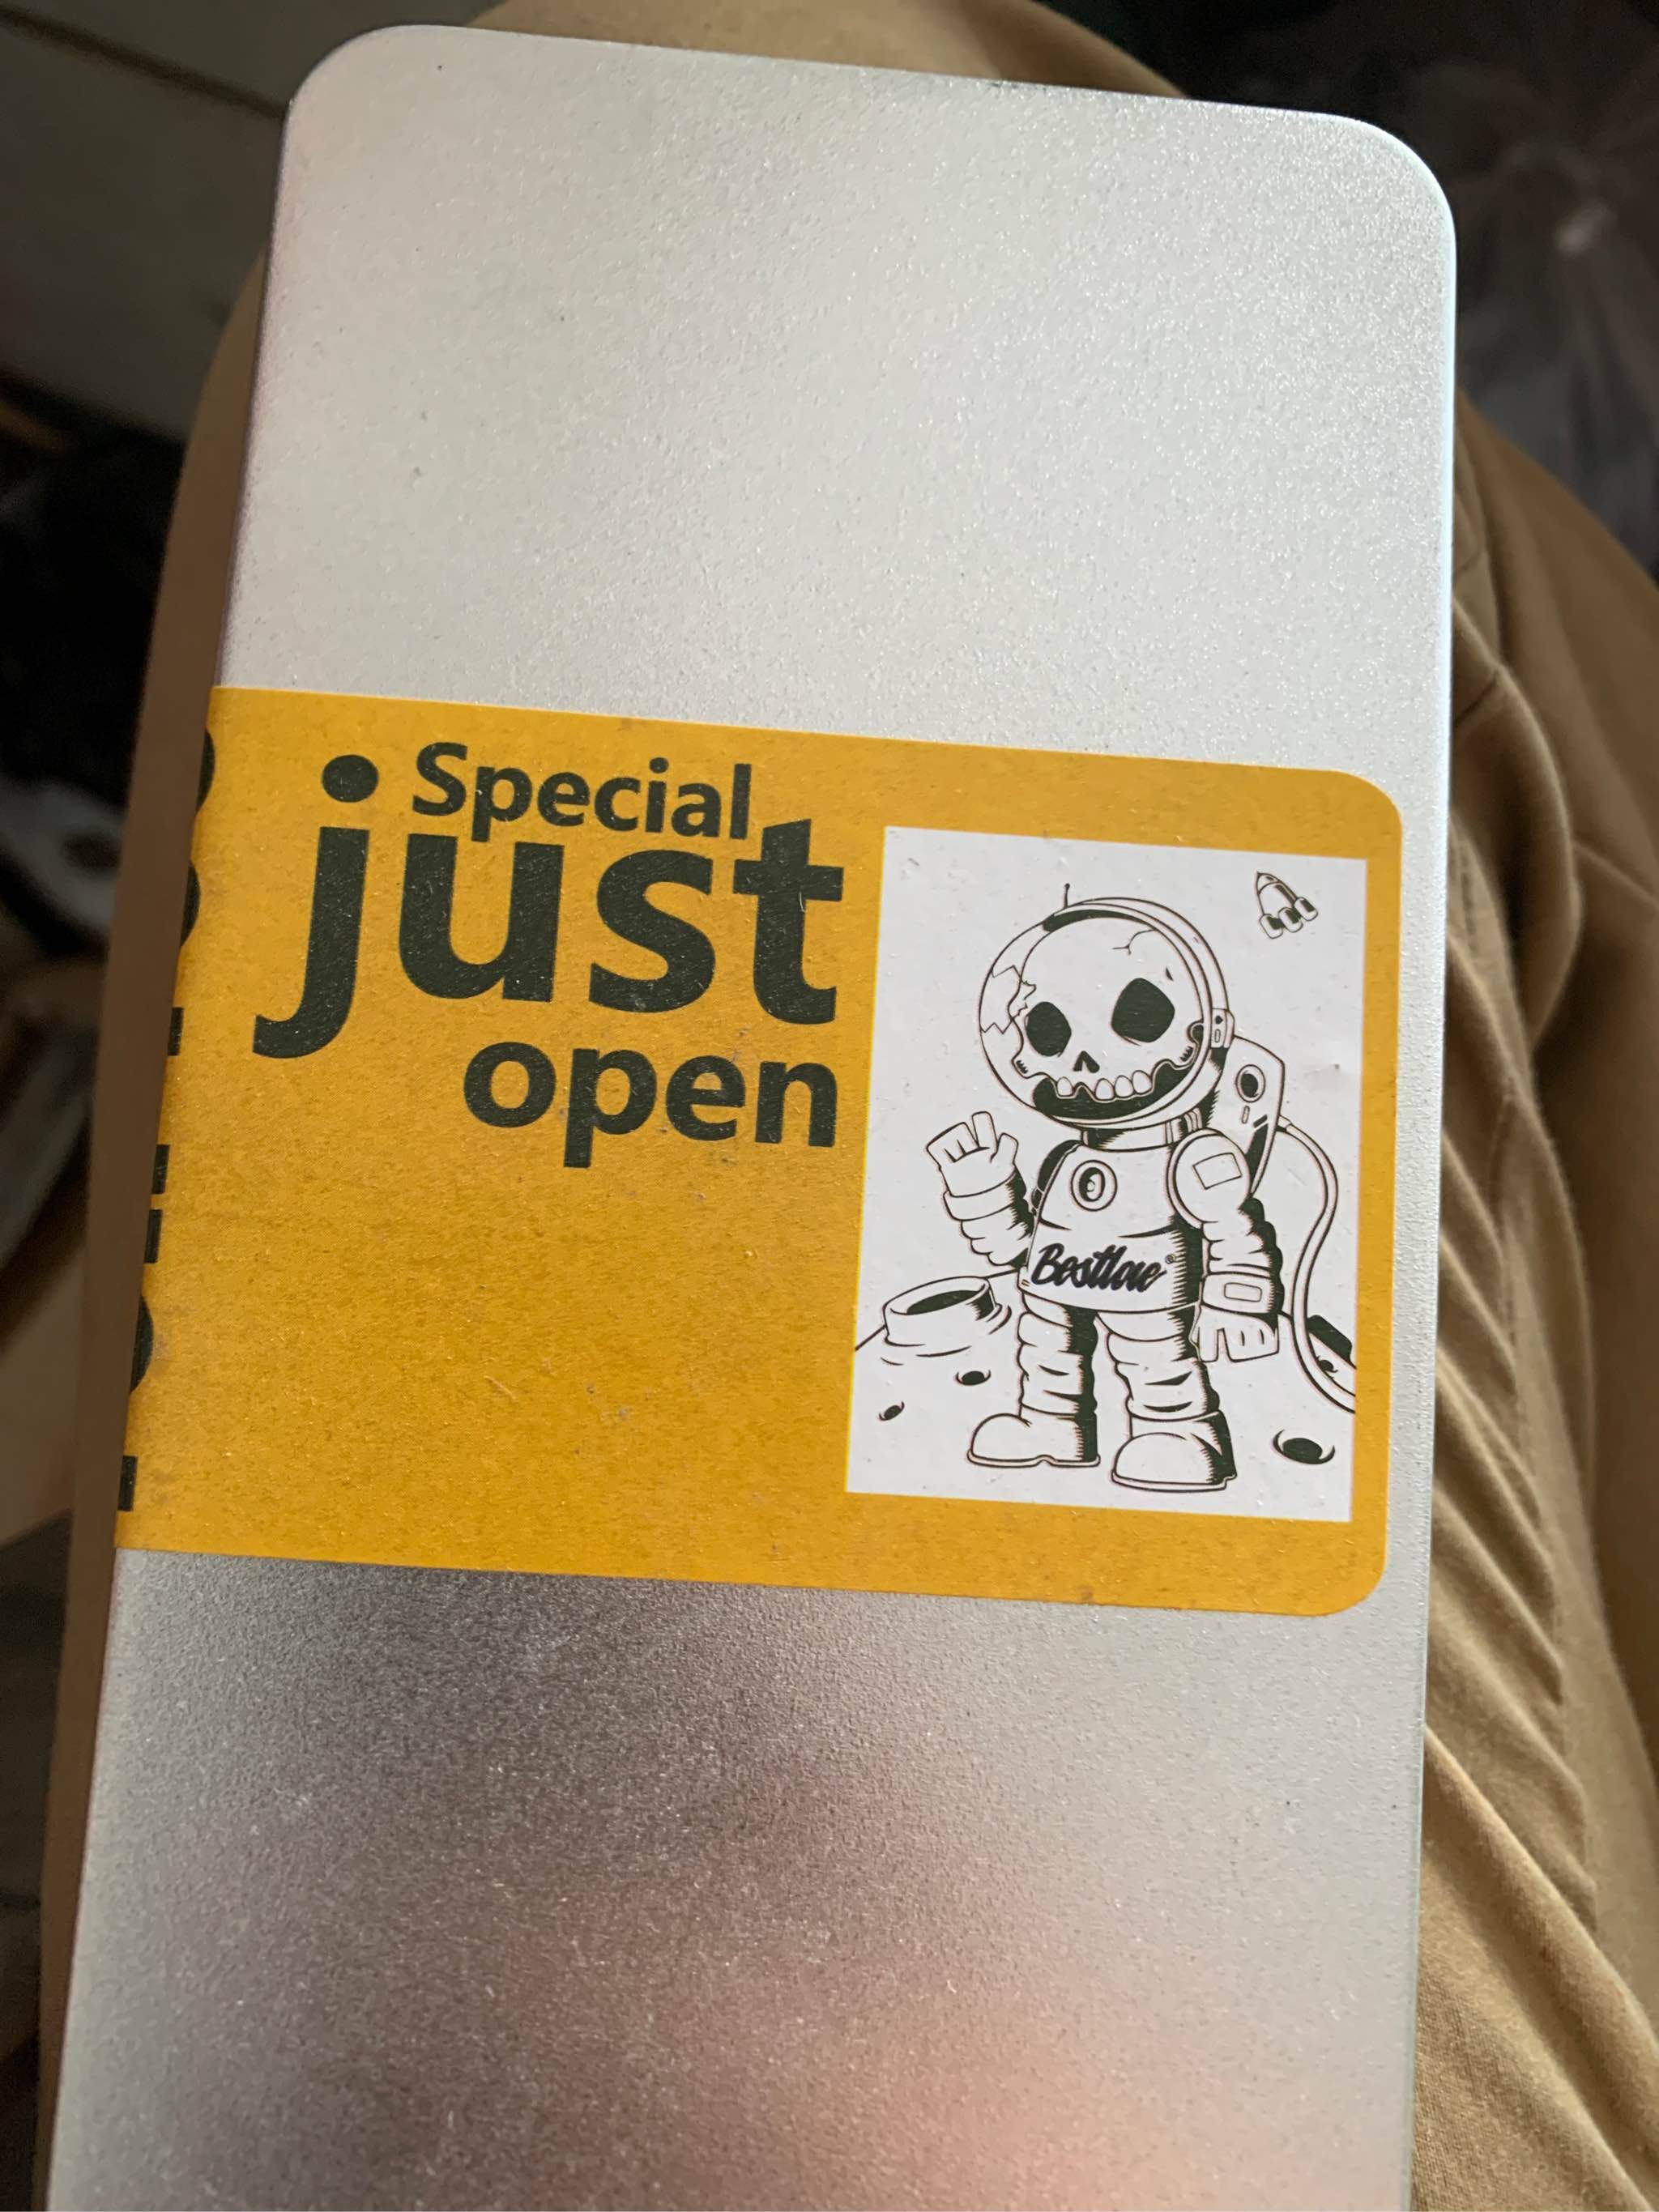 Special
just
open
Bestlove